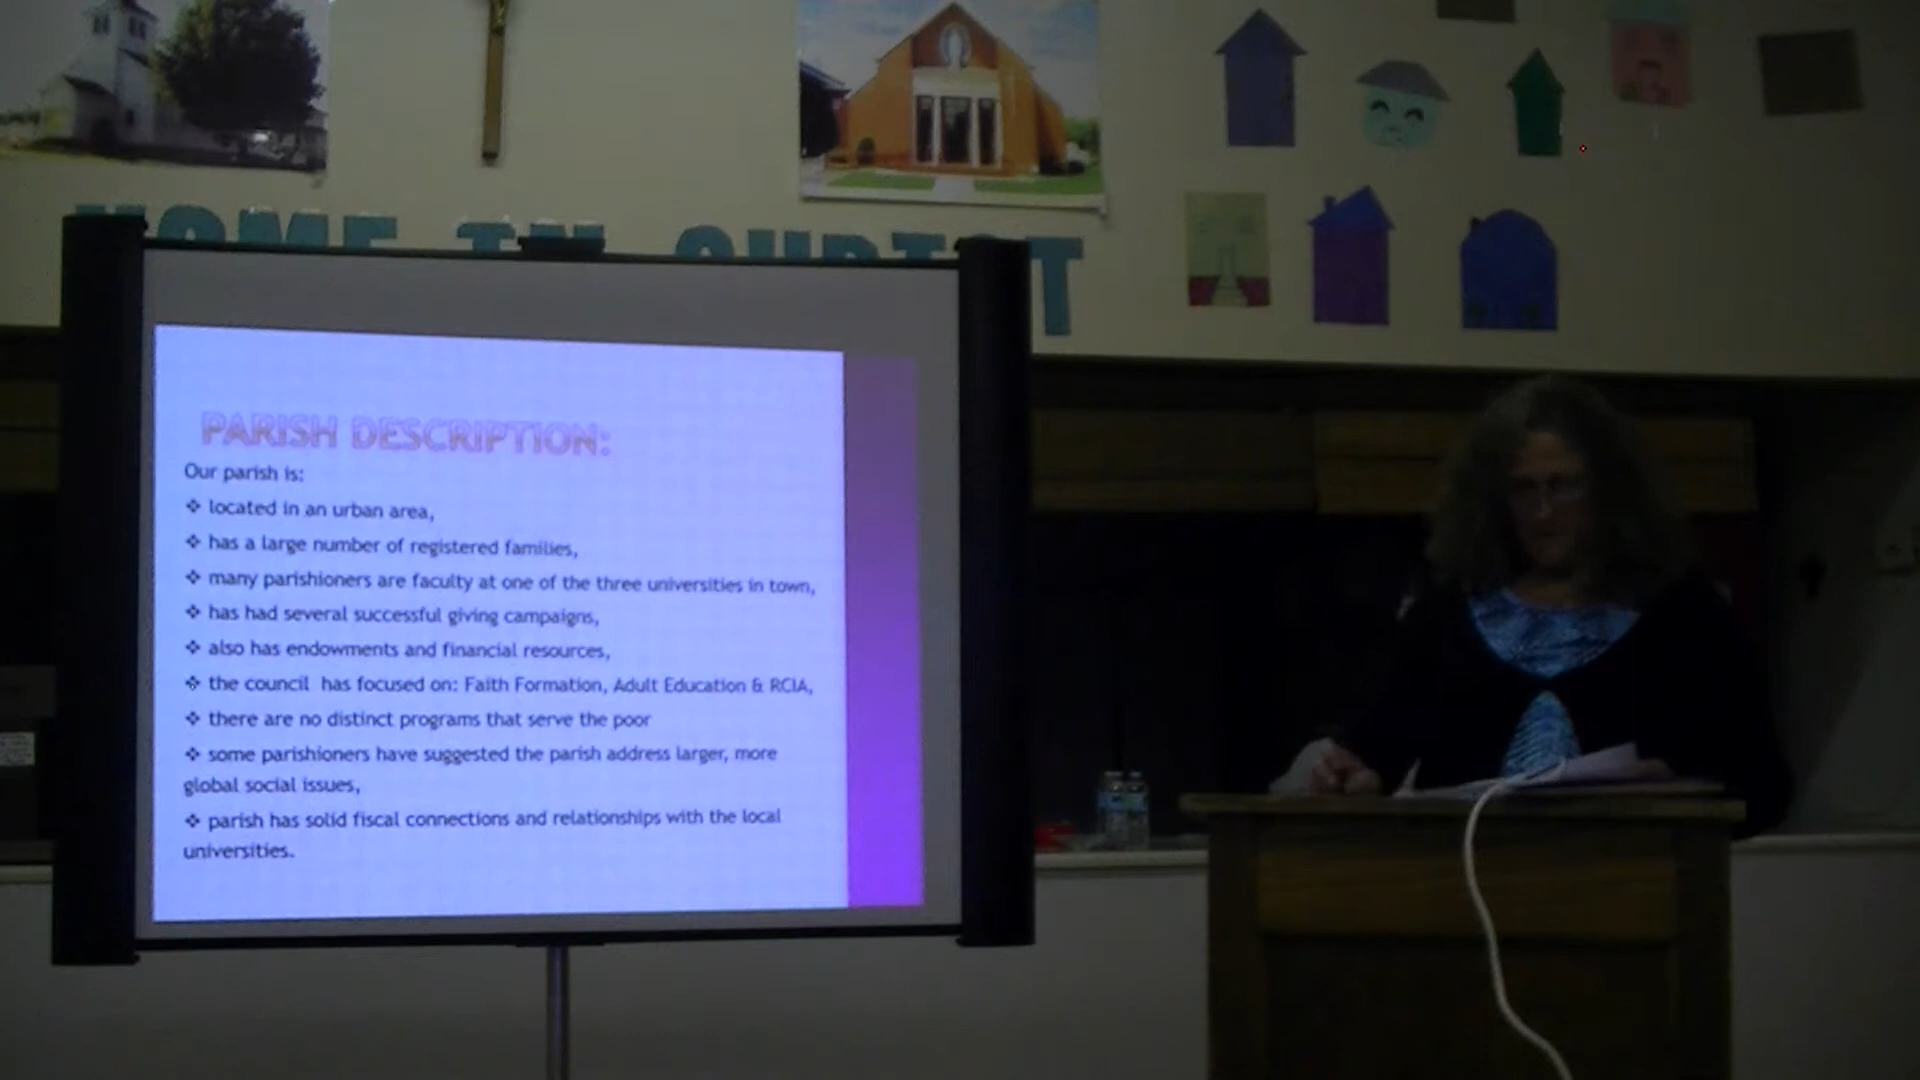 HOME IN CHRIST
PARISH DESCRIPTION:
Our parish is:
❖ located in an urban area,
❖ has a large number of registered families,
❖ many parishioners are faculty at one of the three universities in town,
❖ has had several successful giving campaigns,
❖ also has endowments and financial resources,
❖ the council has focused on: Faith Formation, Adult Education & RCIA,
❖ there are no distinct programs that serve the poor
❖ some parishioners have suggested the parish address larger, more
global social issues,
❖ parish has solid fiscal connections and relationships with the local
universities.